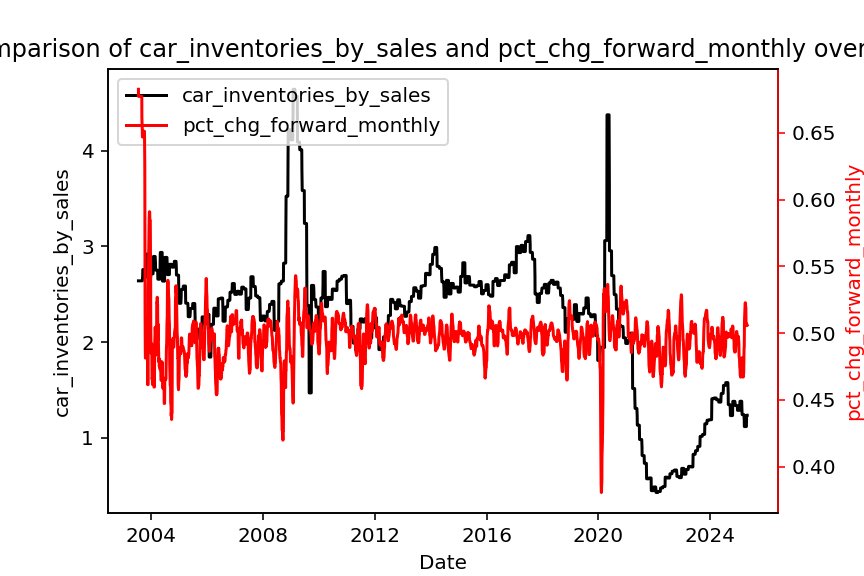 mparison of car_inventories_by_sales and pct_chg_forward_monthly over
car_inventories_by_sales
pct_chg_forward_monthly
car_inventories_by_sales
4
3
2
1
0.65
0.60
0.55
0.50
0.45
0.40
pct_chg_forward_monthly
2004 2008 2012 2016 2020 2024
Date